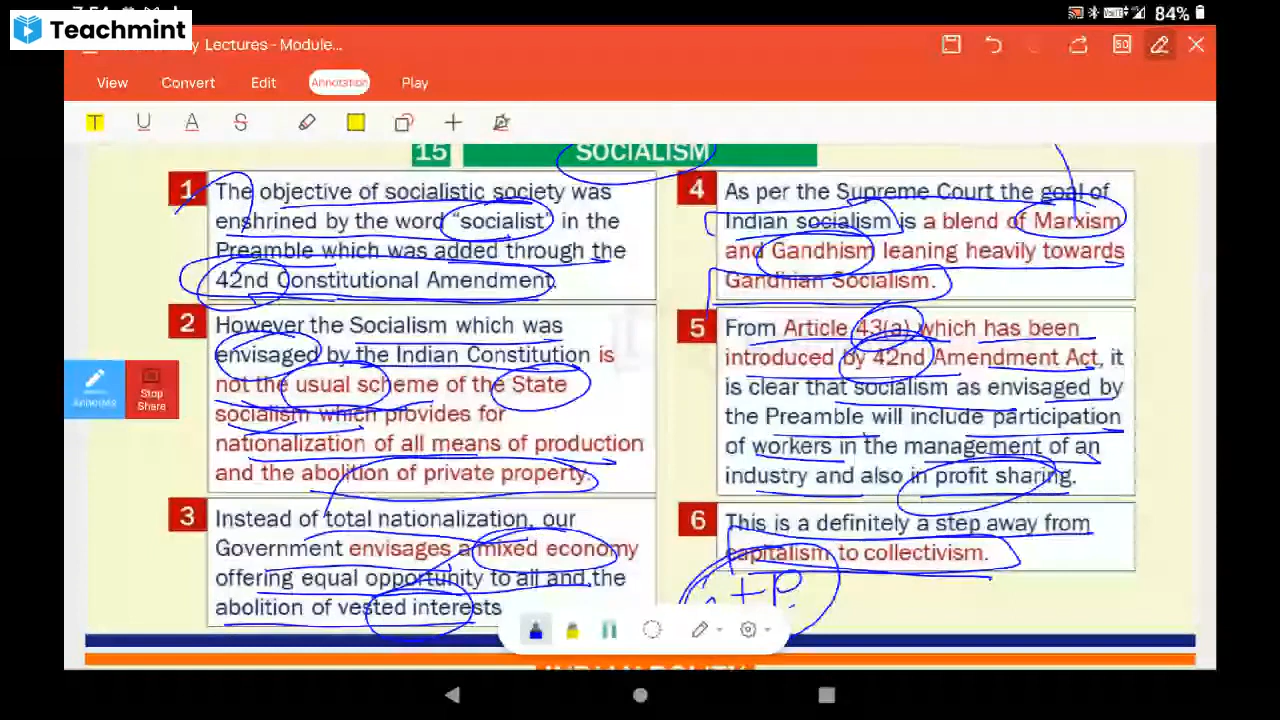 84%
Teachmint
Lectures - Module...
View Convert Edit Annotation Play
15 SOCIALISM
1 The objective of socialistic society was
enshrined by the word "socialist" in the
Preamble which was added through the
42nd Constitutional Amendment.
2 However the Socialism which was
envisaged by the Indian Constitution is
not the usual scheme of the State
socialism which provides for
nationalization of all means of production
and the abolition of private property.
3 Instead of total nationalization, our
Government envisages a mixed economy
offering equal opportunity to all and the
abolition of vested interests
4 As per the Supreme Court the goal of
Indian socialism is a blend of Marxism
and Gandhism leaning heavily towards
Gandhian Socialism.
5 From Article 43(a) which has been
introduced by 42nd Amendment Act, it
is clear that socialism as envisaged by
the Preamble will include participation
of workers in the management of an
industry and also in profit sharing.
6 This is a definitely a step away from
capitalism to collectivism.
Annotate
Stop
Share
INDIAN POLITY